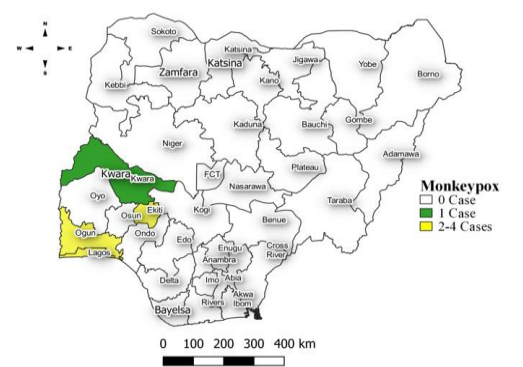 N
W E
S
Sokoto
Katsina
Katsina
Zamfara
Jigawa
Yobe
Borno
Kebbi
Kano
Kaduna
Bauchi
Gombe
Niger
Adamawa
Kwara
Kwara
FCT
Plateau
Nasarawa
Taraba
Oyo
Osun
Ekiti
Kogi
Benue
Ogun
Ondo
Edo
Enugu
Cross
River
Lagos
Anambra
Delta
Imo
Abia
Bayelsa
Rivers
Akwa
Ibom
Monkeypox
0 Case
1 Case
2-4 Cases
0 100 200 300 400 km